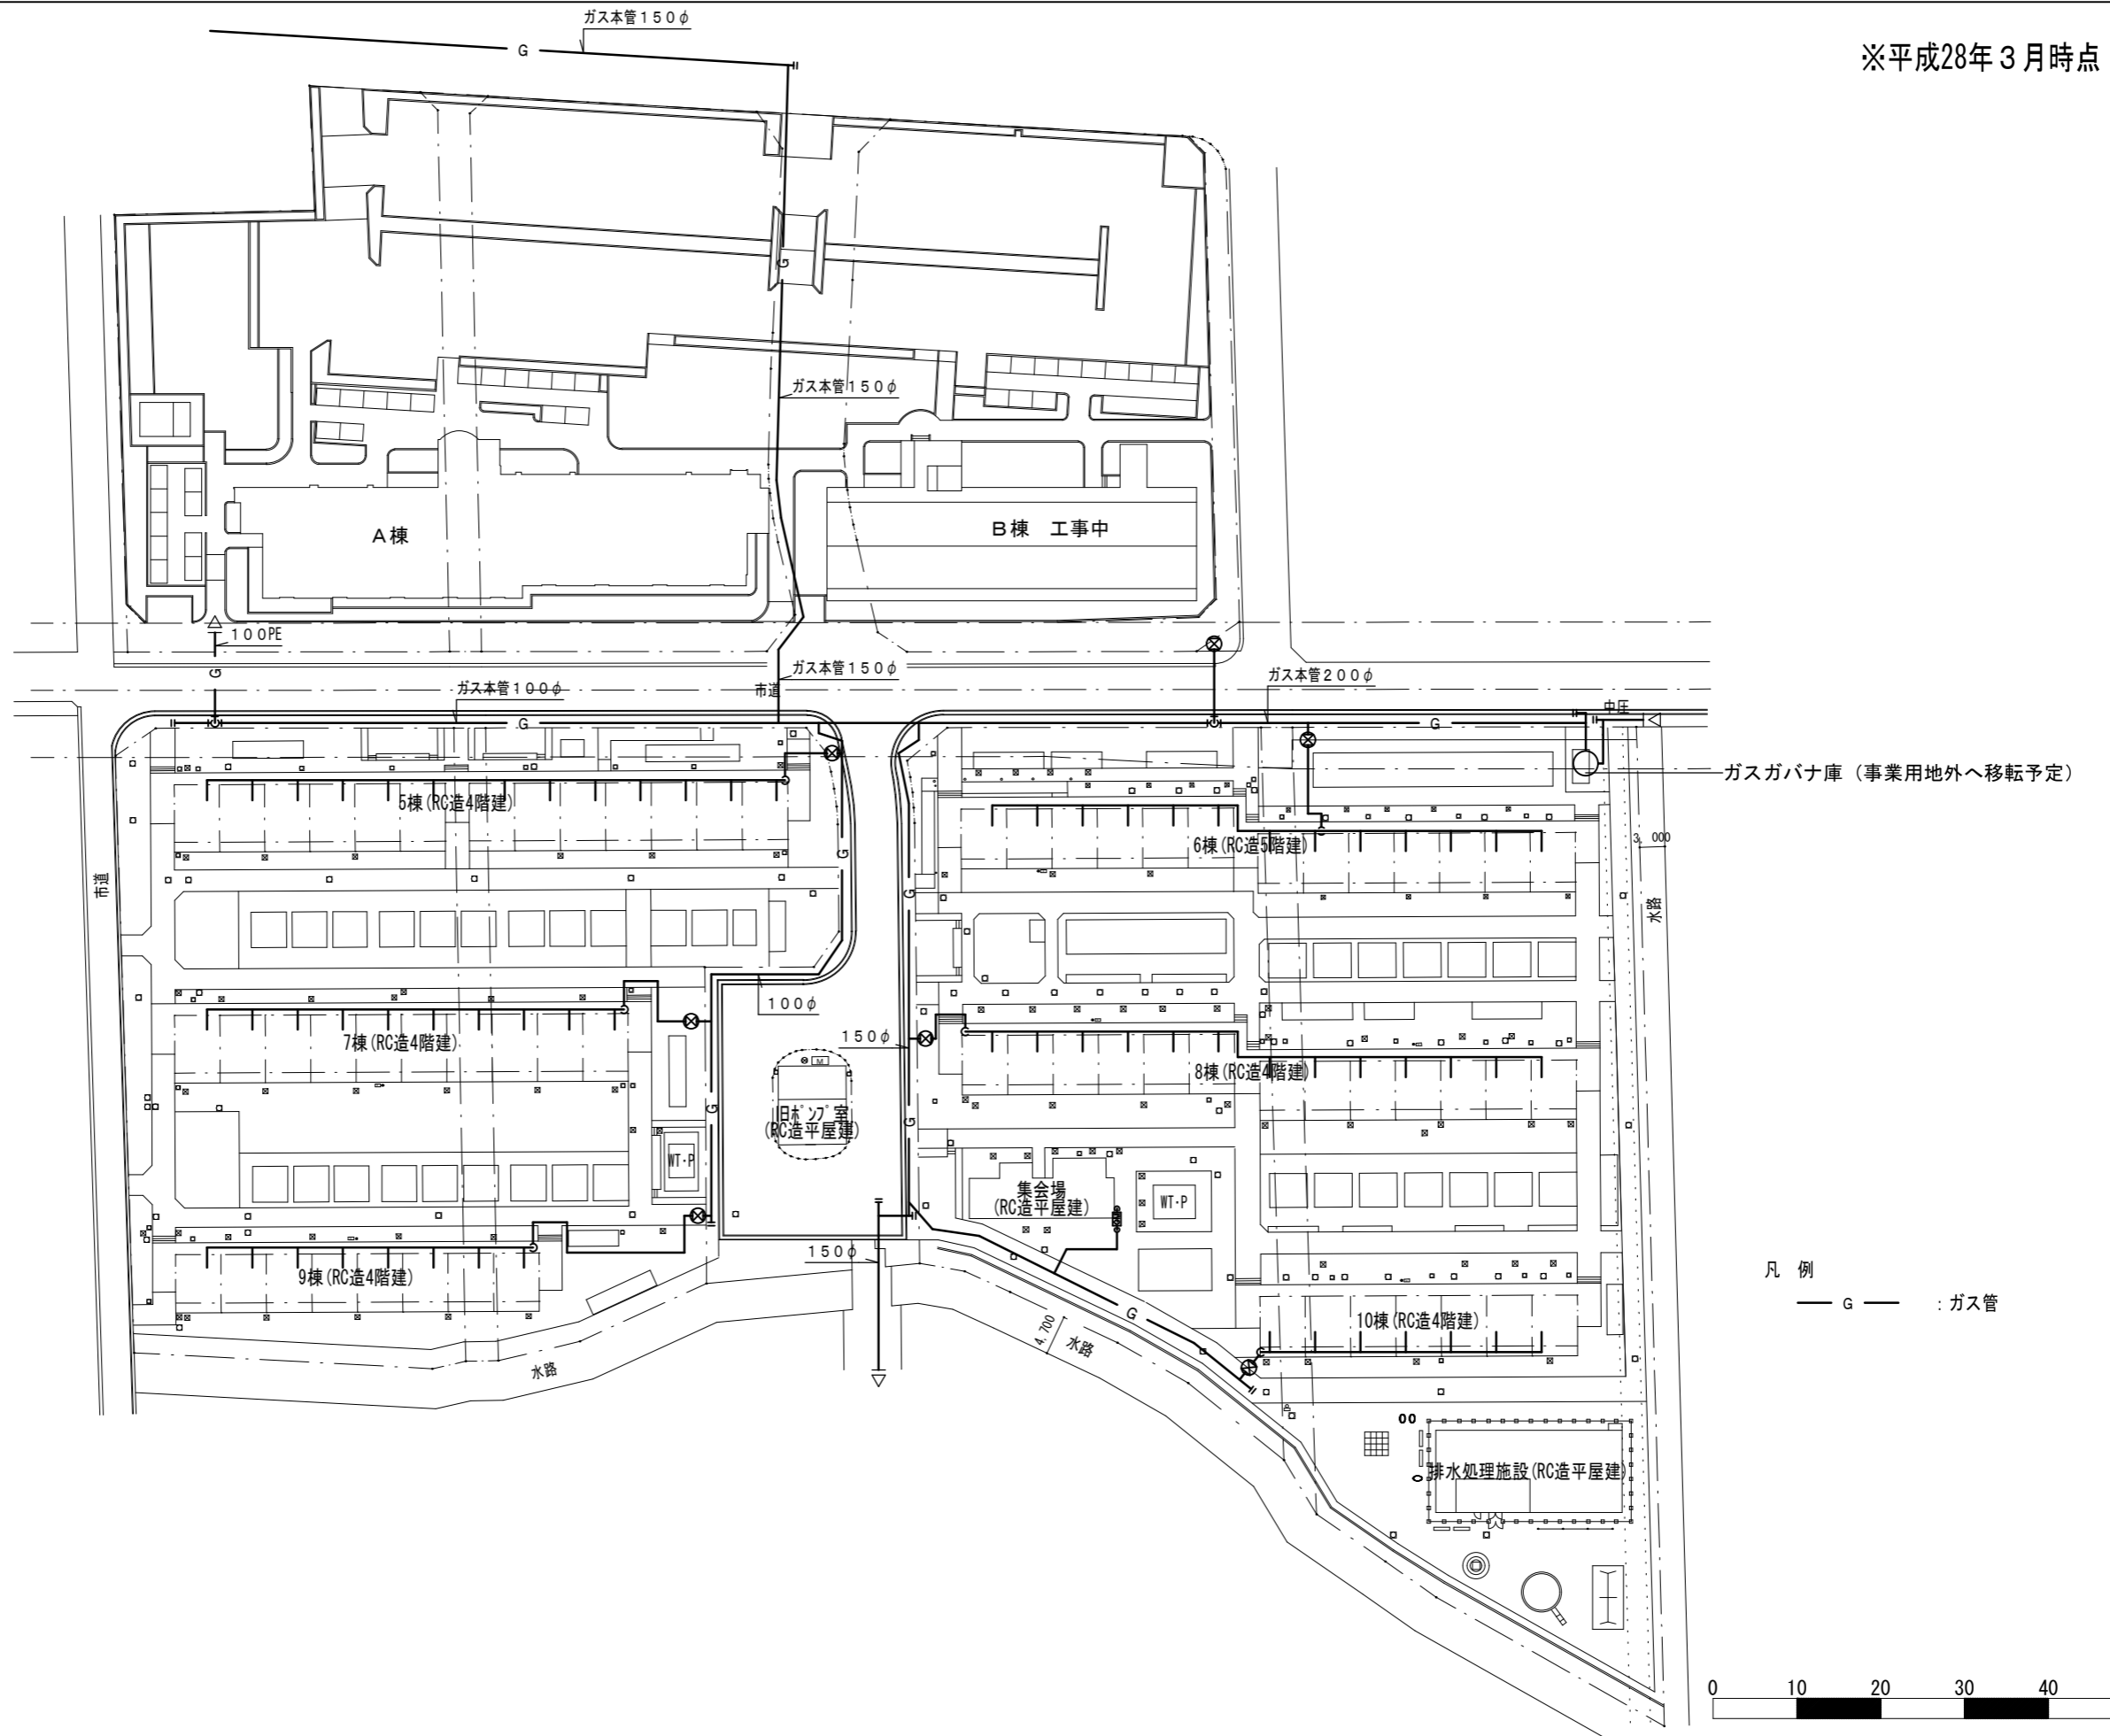 ガス本管150φ
G
※平成28年3月時点
G
ガス本管150φ
A棟
B棟 工事中
100PE
G
ガス本管150φ
ガス本管100φ
市道
ガス本管200φ
中圧
G
G
ガスガバナ庫（事業用地外へ移転予定）
5棟(RC造4階建)
6棟(RC造5階建)
3,000
G
市道
G
水路
100φ
150φ
7棟(RC造4階建)
8棟(RC造4階建)
M
旧ポンプ室
(RC造平屋建)
G
G
WT・P
集会場
(RC造平屋建)
WT・P
150φ
9棟(RC造4階建)
凡 例
G :ガス管
G
10棟(RC造4階建)
4,700
水路
水路
排水処理施設(RC造平屋建)
0 10 20 30 40